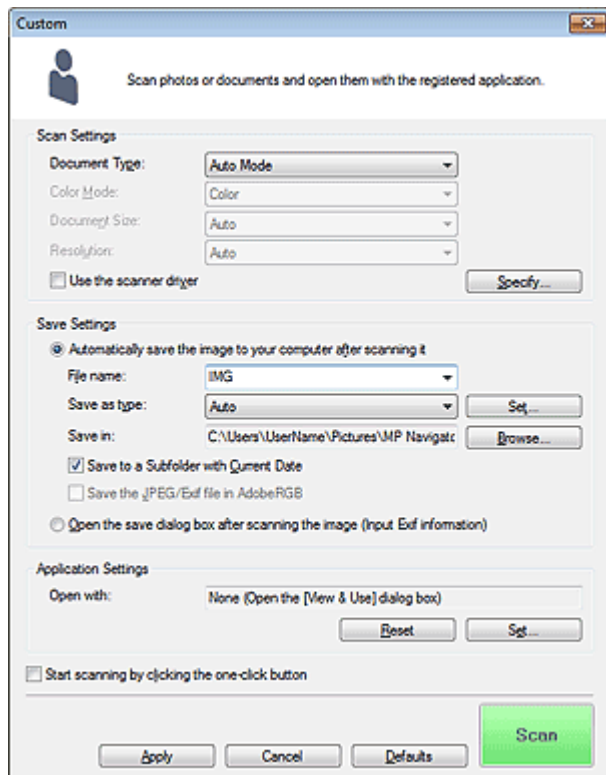 Custom
Scan photos or documents and open them with the registered application.
Scan Settings
Document Type: Auto Mode
Color Mode: Color
Document Size: Auto
Resolution: Auto
Use the scanner driver Specify...
Save Settings
Automatically save the image to your computer after scanning it
File name: IMG
Save as type: Auto Set...
Save in: C:\Users\UserName\Pictures\MP Navigatc Browse...
Save to a Subfolder with Current Date
Save the JPEG/Exif file in AdobeRGB
Open the save dialog box after scanning the image (Input Exif information)
Application Settings
Open with: None (Open the [View & Use] dialog box)
Reset Set...
Start scanning by clicking the one-click button
Scan
Apply Cancel Defaults